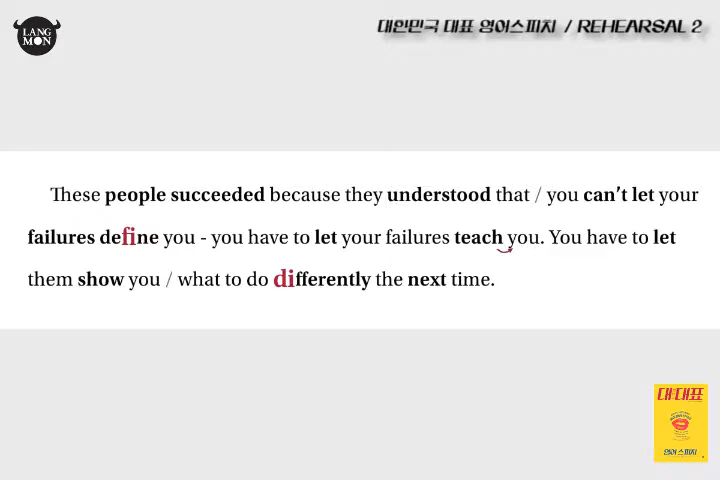 LANG
MON
대한민국 대표 영어스피치 / REHEARSAL 2
These people succeeded because they understood that / you can't let your
failures define you - you have to let your failures teach you. You have to let
them show you / what to do differently the next time.
대대표
영어스피치